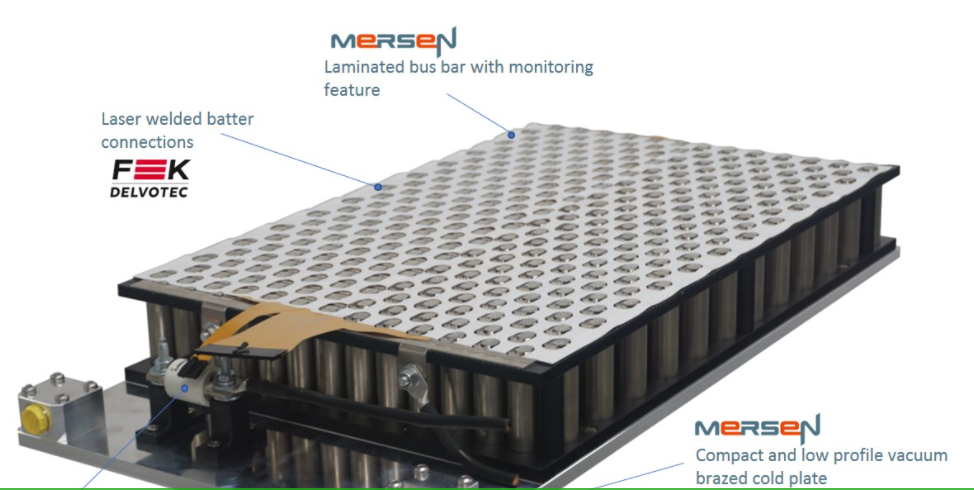 MERSEN
Laminated bus bar with monitoring
feature
Laser welded batter
connections
F&K
DELVOTEC
MERSEN
Compact and low profile vacuum
brazed cold plate